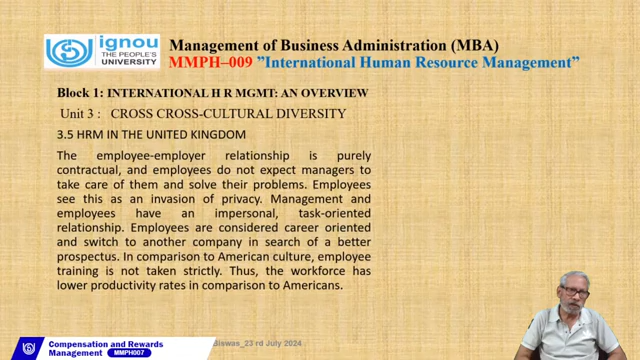 ignou
THE PEOPLE'S
UNIVERSITY
Management of Business Administration (MBA)
MMPH–009 ”International Human Resource Management”
Block 1: INTERNATIONAL H R MGMT: AN OVERVIEW
Unit 3 : CROSS CROSS-CULTURAL DIVERSITY
3.5 HRM IN THE UNITED KINGDOM
The employee-employer relationship is purely
contractual, and employees do not expect managers to
take care of them and solve their problems. Employees
see this as an invasion of privacy. Management and
employees have an impersonal, task-oriented
relationship. Employees are considered career oriented
and switch to another company in search of a better
prospectus. In comparison to American culture, employee
training is not taken strictly. Thus, the workforce has
lower productivity rates in comparison to Americans.
Compensation and Rewards
Management MMPH007
Biswas_23 rd July 2024